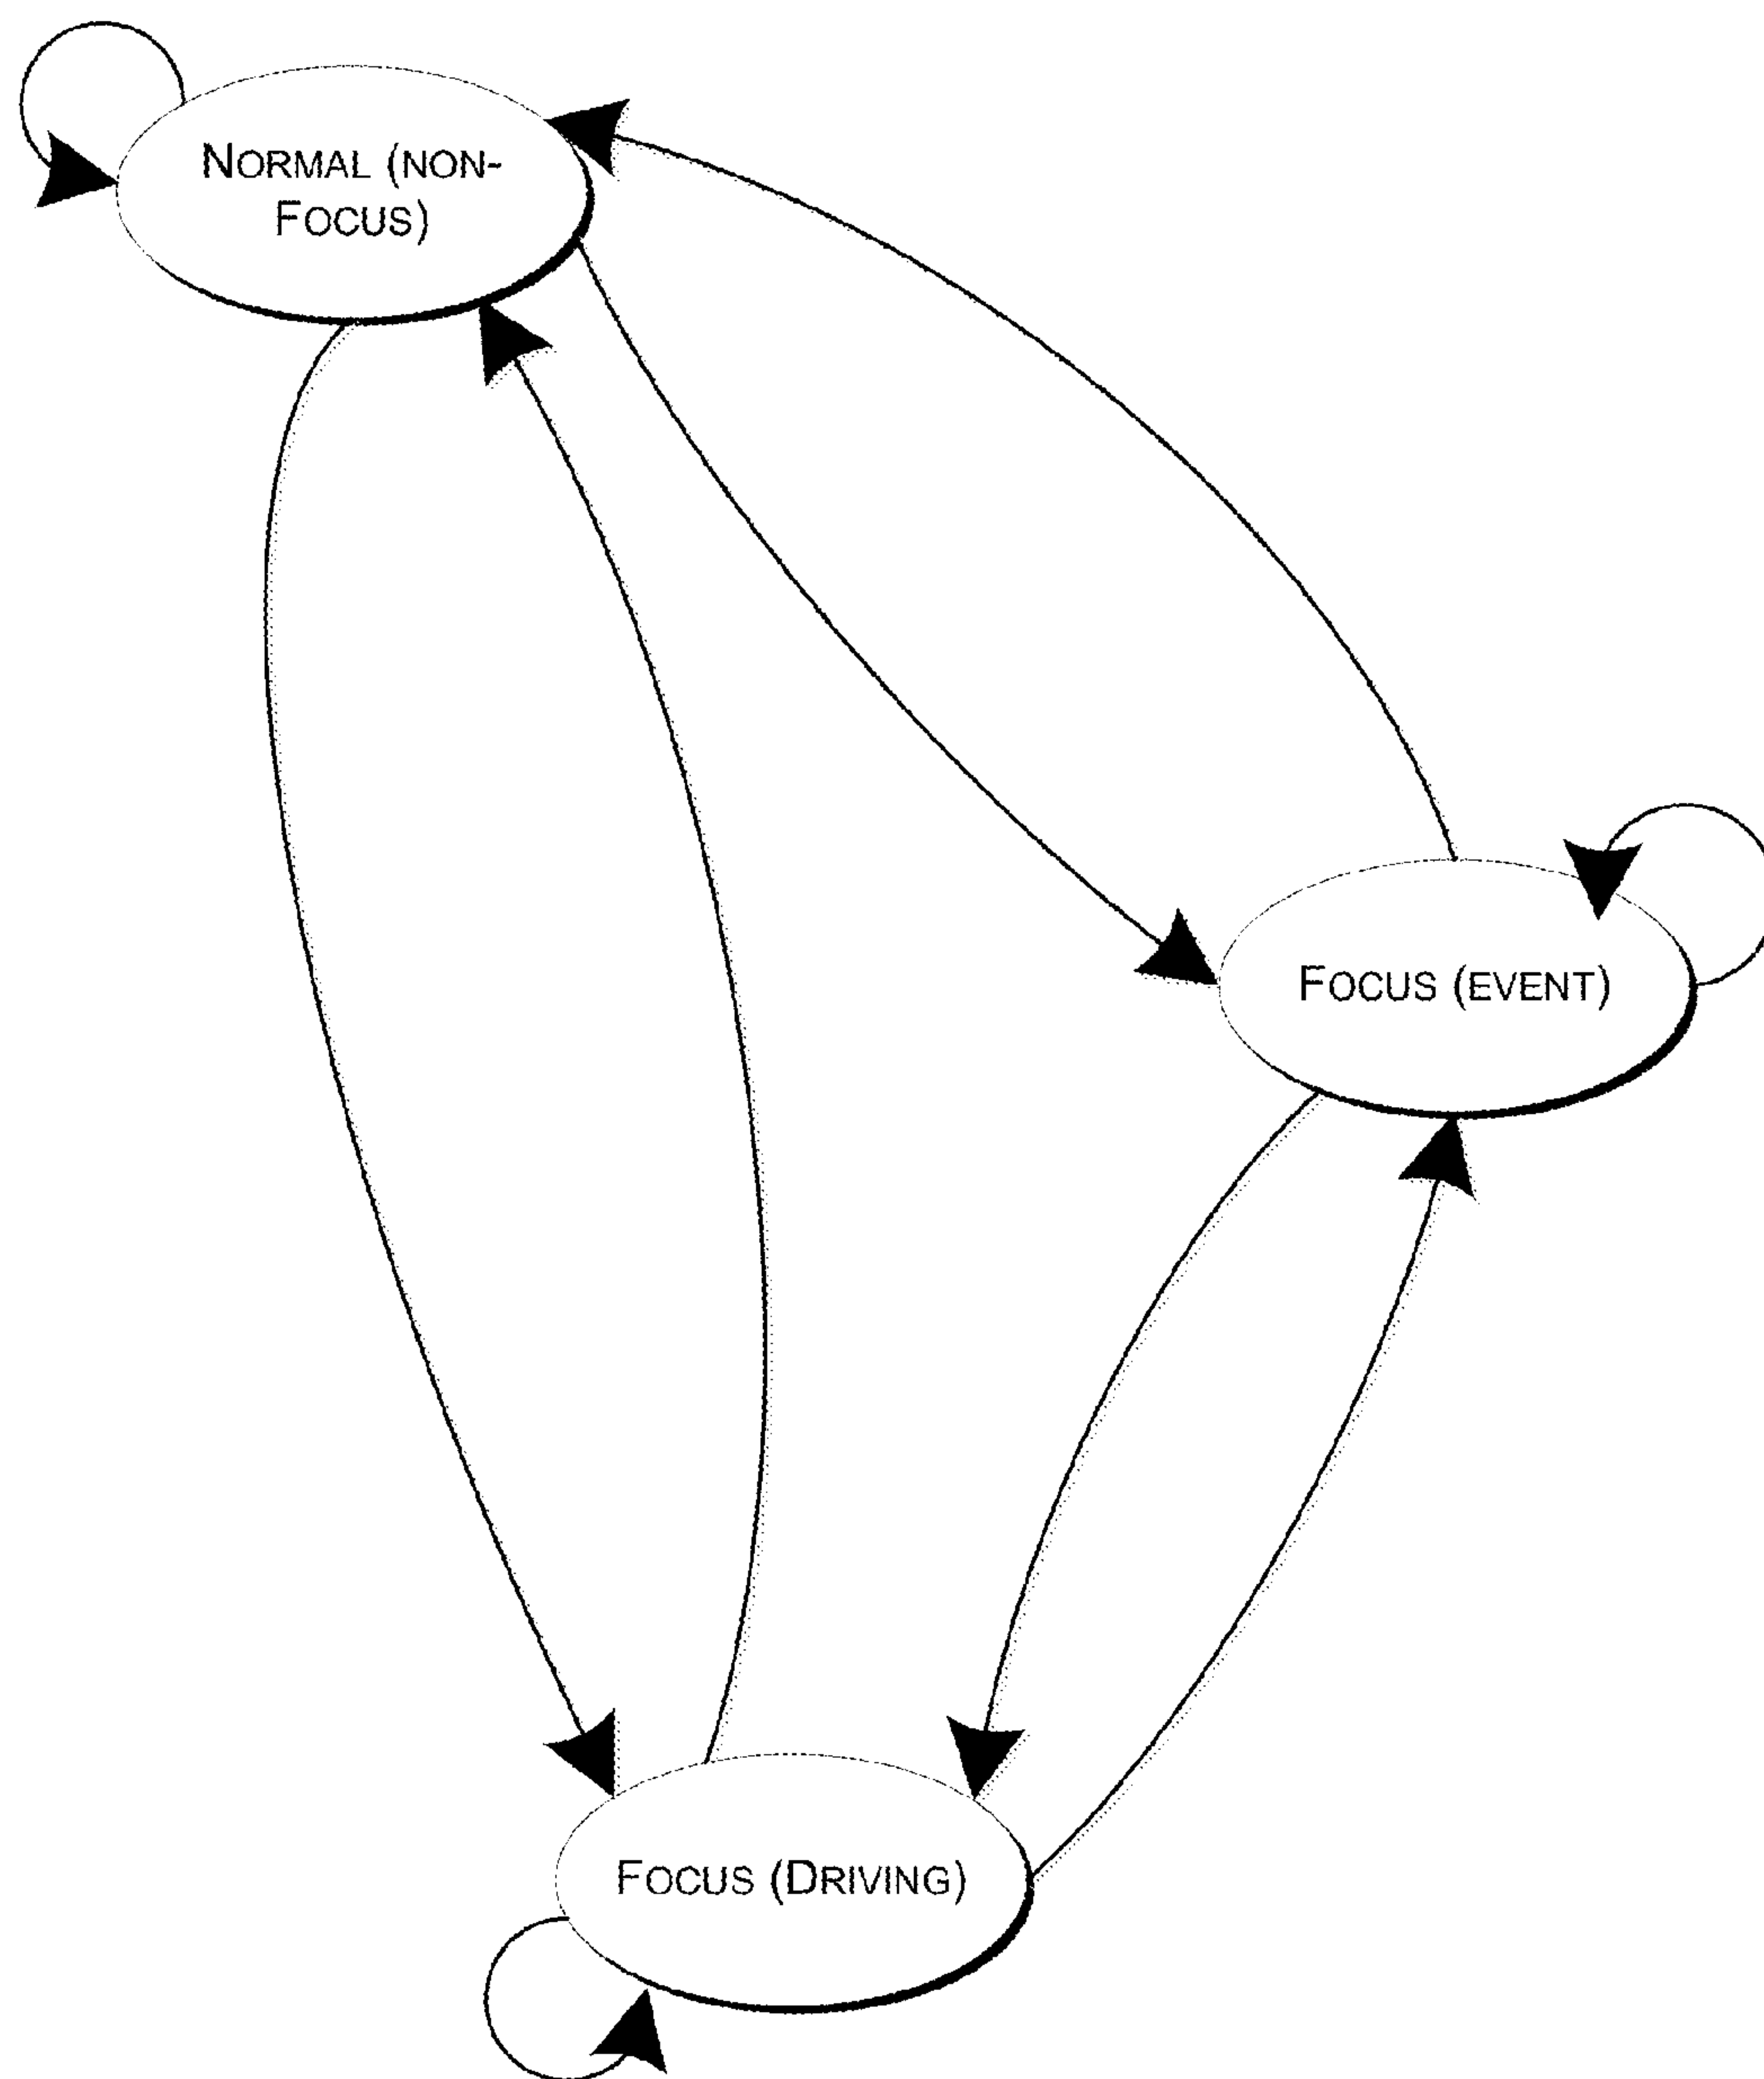 NORMAL (NON-
FOCUS)
FOCUS (EVENT)
FOCUS (DRIVING)